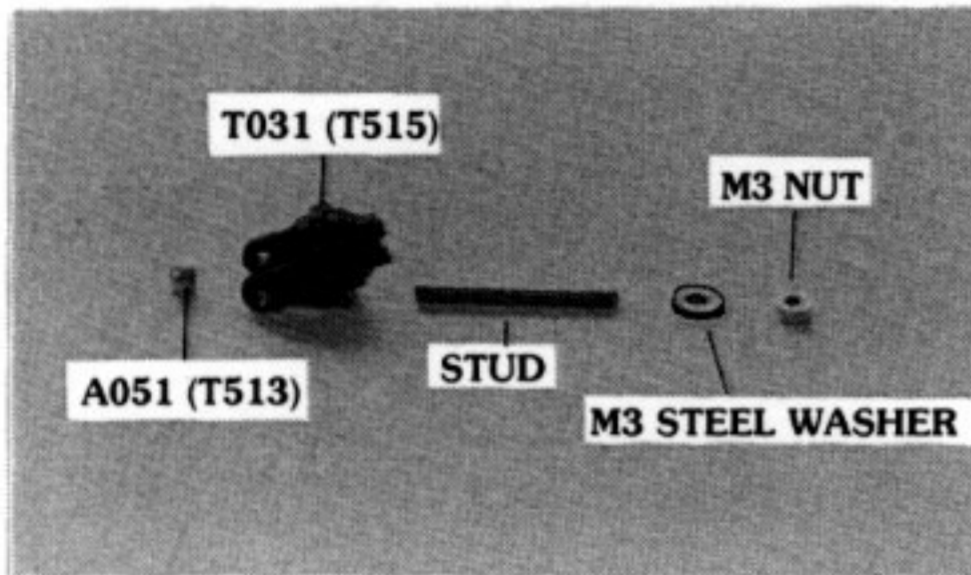 T031 (T515)
M3 NUT
A051 (T513)
STUD
M3 STEEL WASHER